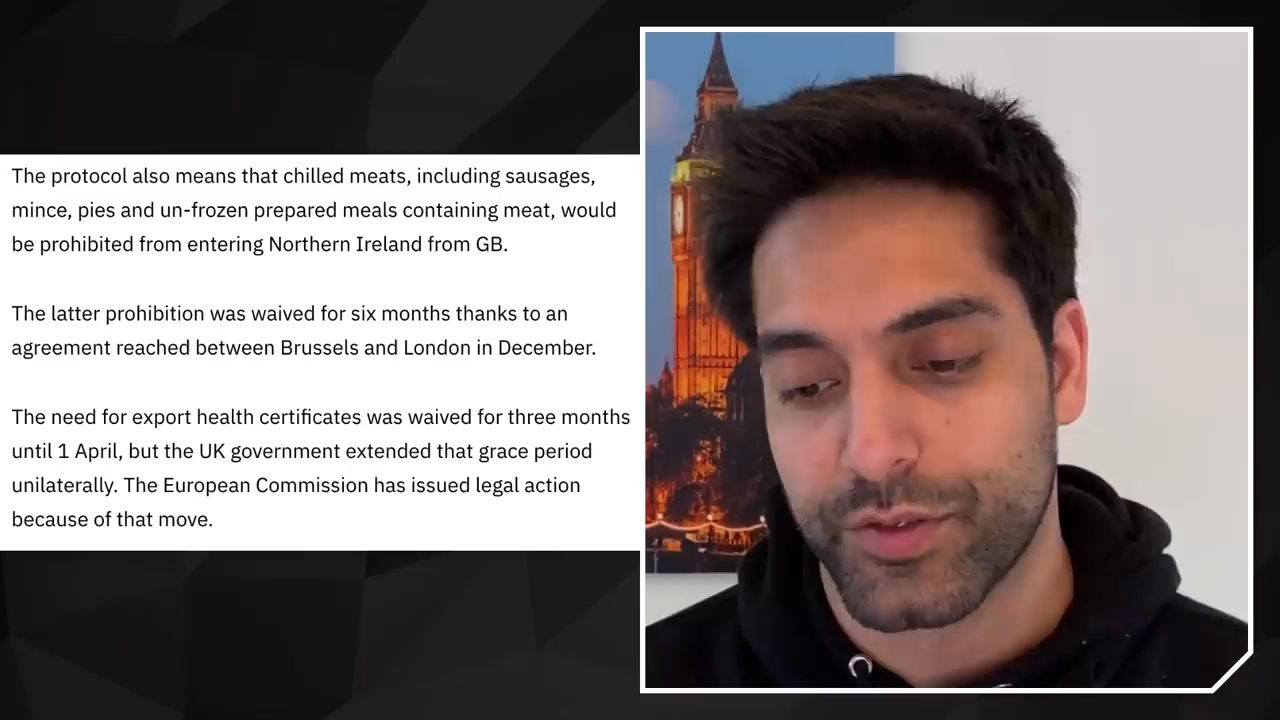 The protocol also means that chilled meats, including sausages,
mince, pies and un-frozen prepared meals containing meat, would
be prohibited from entering Northern Ireland from GB.
The latter prohibition was waived for six months thanks to an
agreement reached between Brussels and London in December.
The need for export health certificates was waived for three months
until 1 April, but the UK government extended that grace period
unilaterally. The European Commission has issued legal action
because of that move.